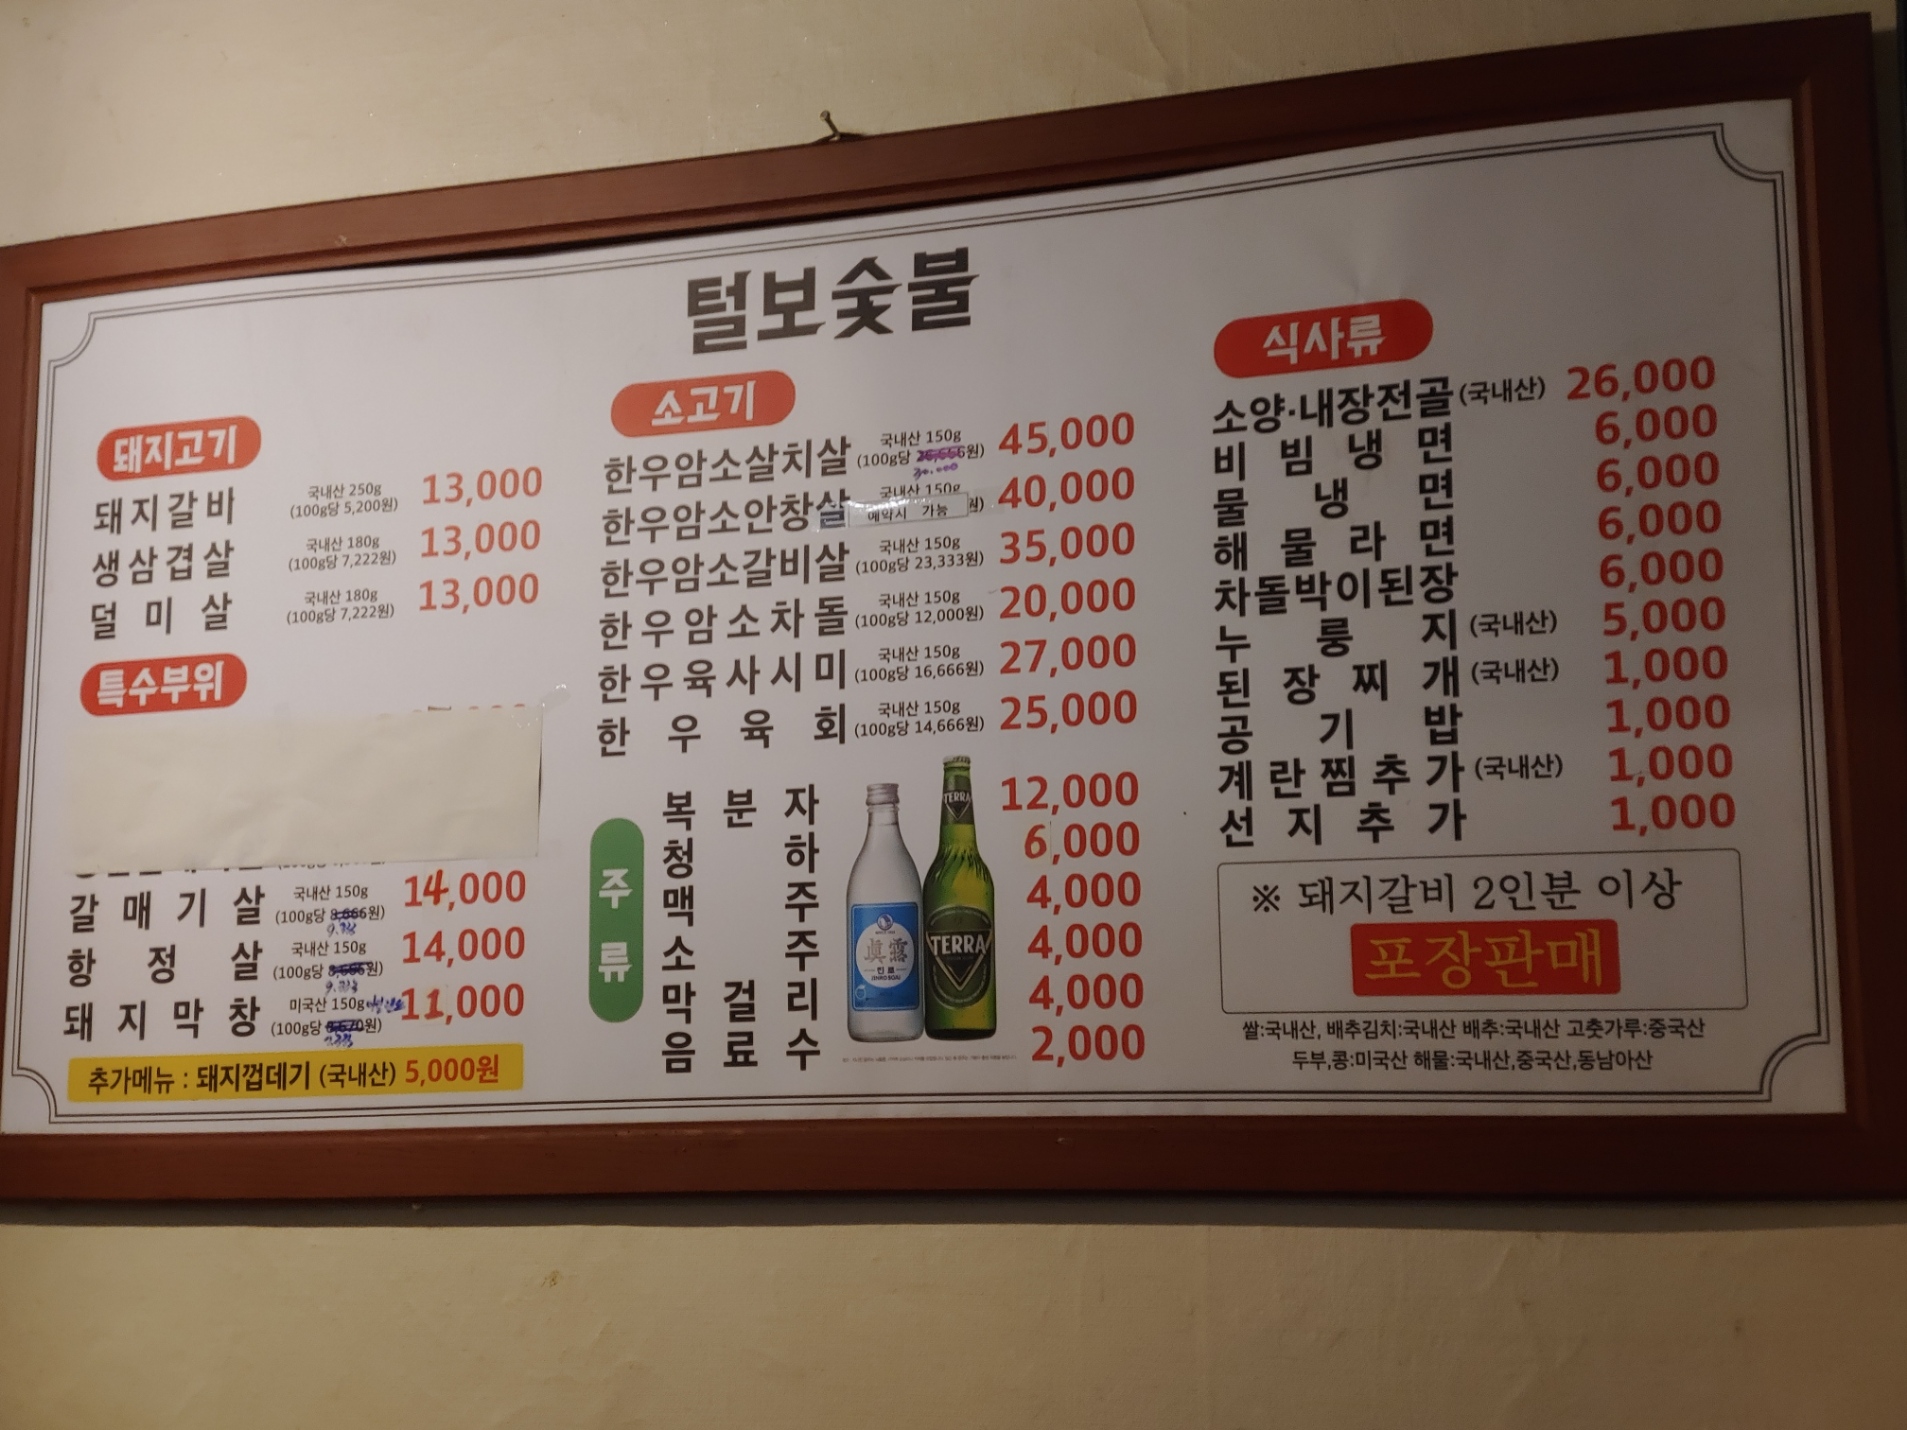 털보숯불
돼지고기
돼지갈바 국내산 250g (100g당 5,200원) 13,000
생삼겹살 국내산 180g (100g당 7,222원) 13,000
덜미살 국내산 180g (100g당 7,222원) 13,000
특수부위
갈매기살 국내산 150g (100g당 8,666원) 14,000
항정살 국내산 150g (100g당 8,666원) 14,000
돼지막창 미국산 150g (100g당 원) 11,000
추가메뉴 : 돼지껍데기 (국내산) 5,000원
소고기
한우암소살치살 국내산 150g (100g당 26,666원) 45,000
30.000
한우암소안창살 국내산 150g 40,000
예약시 가능
한우암소갈비살 국내산 150g (100g당 23,333원) 35,000
한우암소차돌 국내산 150g (100g당 12,000원) 20,000
한우육사시미 국내산 150g (100g당 16,666원) 27,000
한우육회 국내산 150g (100g당 14,666원) 25,000
주류
복분자 12,000
청하 6,000
맥주 4,000
소주 4,000
막걸리 4,000
음료수 2,000
眞露
진로
TERRA
TERRA
식사류
소양·내장전골 (국내산) 26,000
비빔냉면 6,000
물냉면 6,000
해물라면 6,000
차돌박이된장 6,000
누룽지 (국내산) 5,000
된장찌개 (국내산) 1,000
공기밥 1,000
계란찜추가 (국내산) 1,000
선지추가 1,000
※ 돼지갈비 2인분 이상
포장판매
쌀:국내산, 배추김치:국내산 배추:국내산 고춧가루:중국산
두부,콩:미국산 해물:국내산,중국산,동남아산